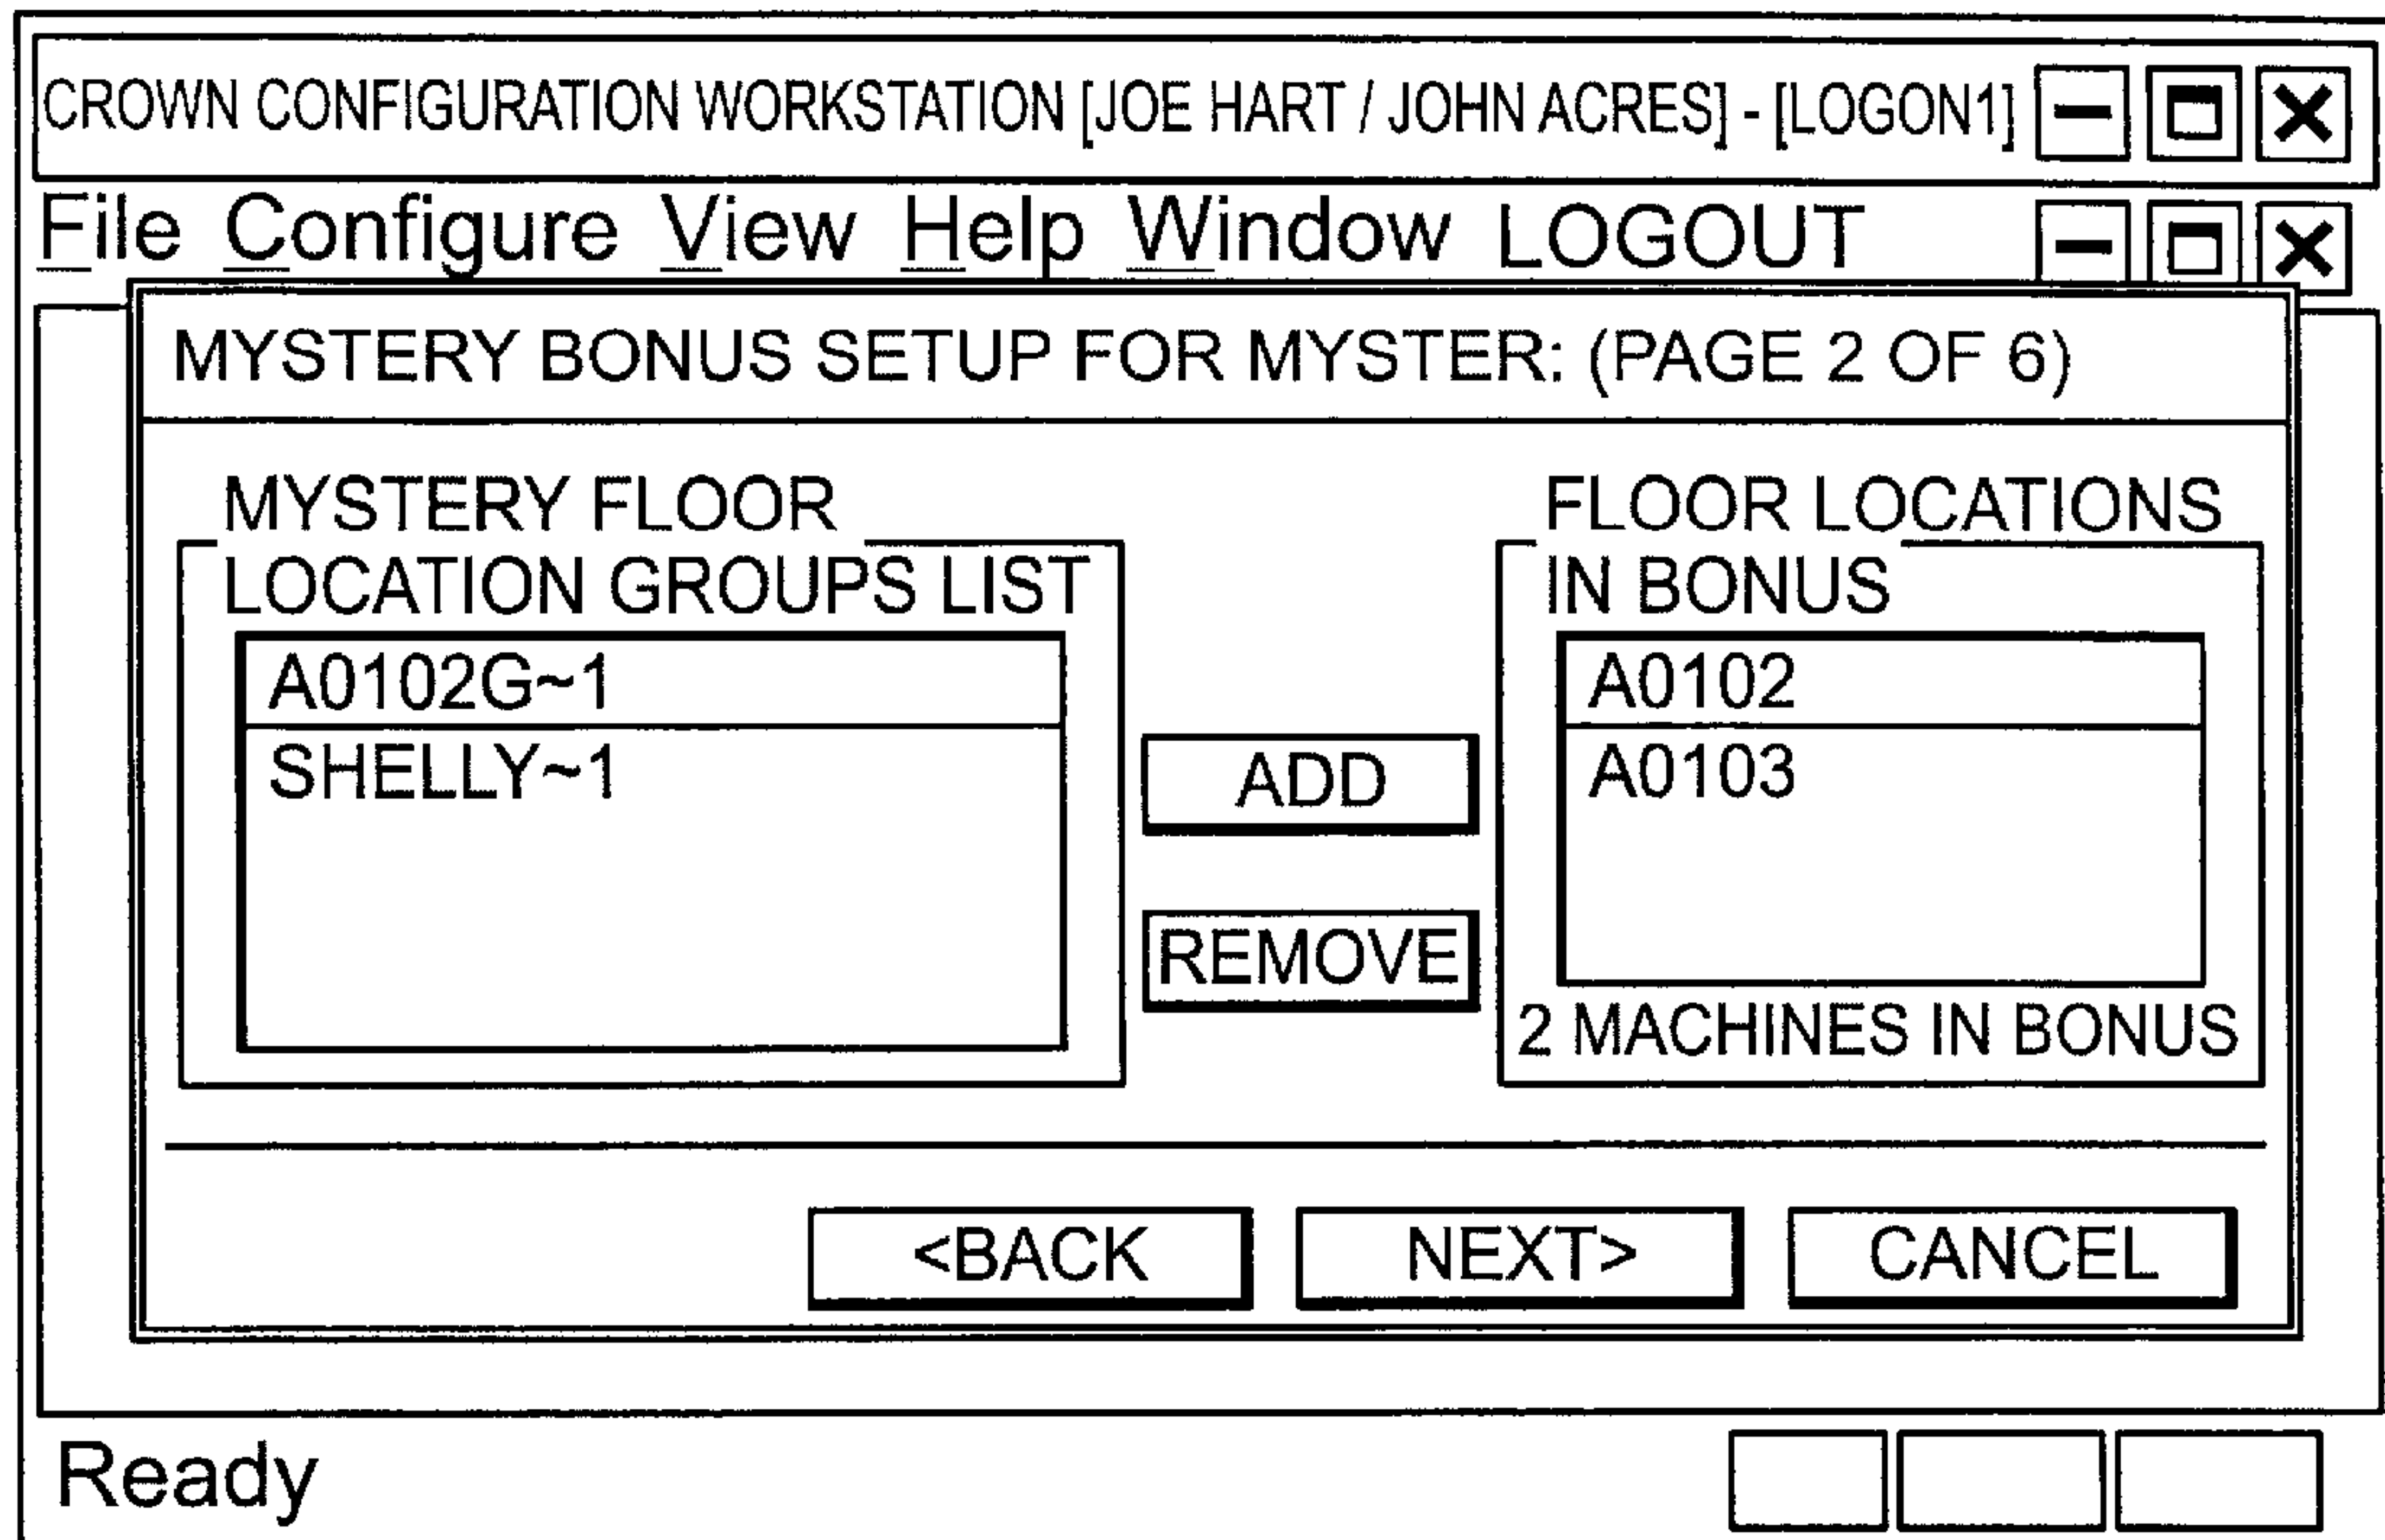 CROWN CONFIGURATION WORKSTATION [JOE HART / JOHN ACRES] - [LOGON1]
File Configure View Help Window LOGOUT
MYSTERY BONUS SETUP FOR MYSTER: (PAGE 2 OF 6)
MYSTERY FLOOR
LOCATION GROUPS LIST
A0102G~1
SHELLY~1
ADD
REMOVE
FLOOR LOCATIONS
IN BONUS
A0102
A0103
2 MACHINES IN BONUS
<BACK NEXT> CANCEL
Ready